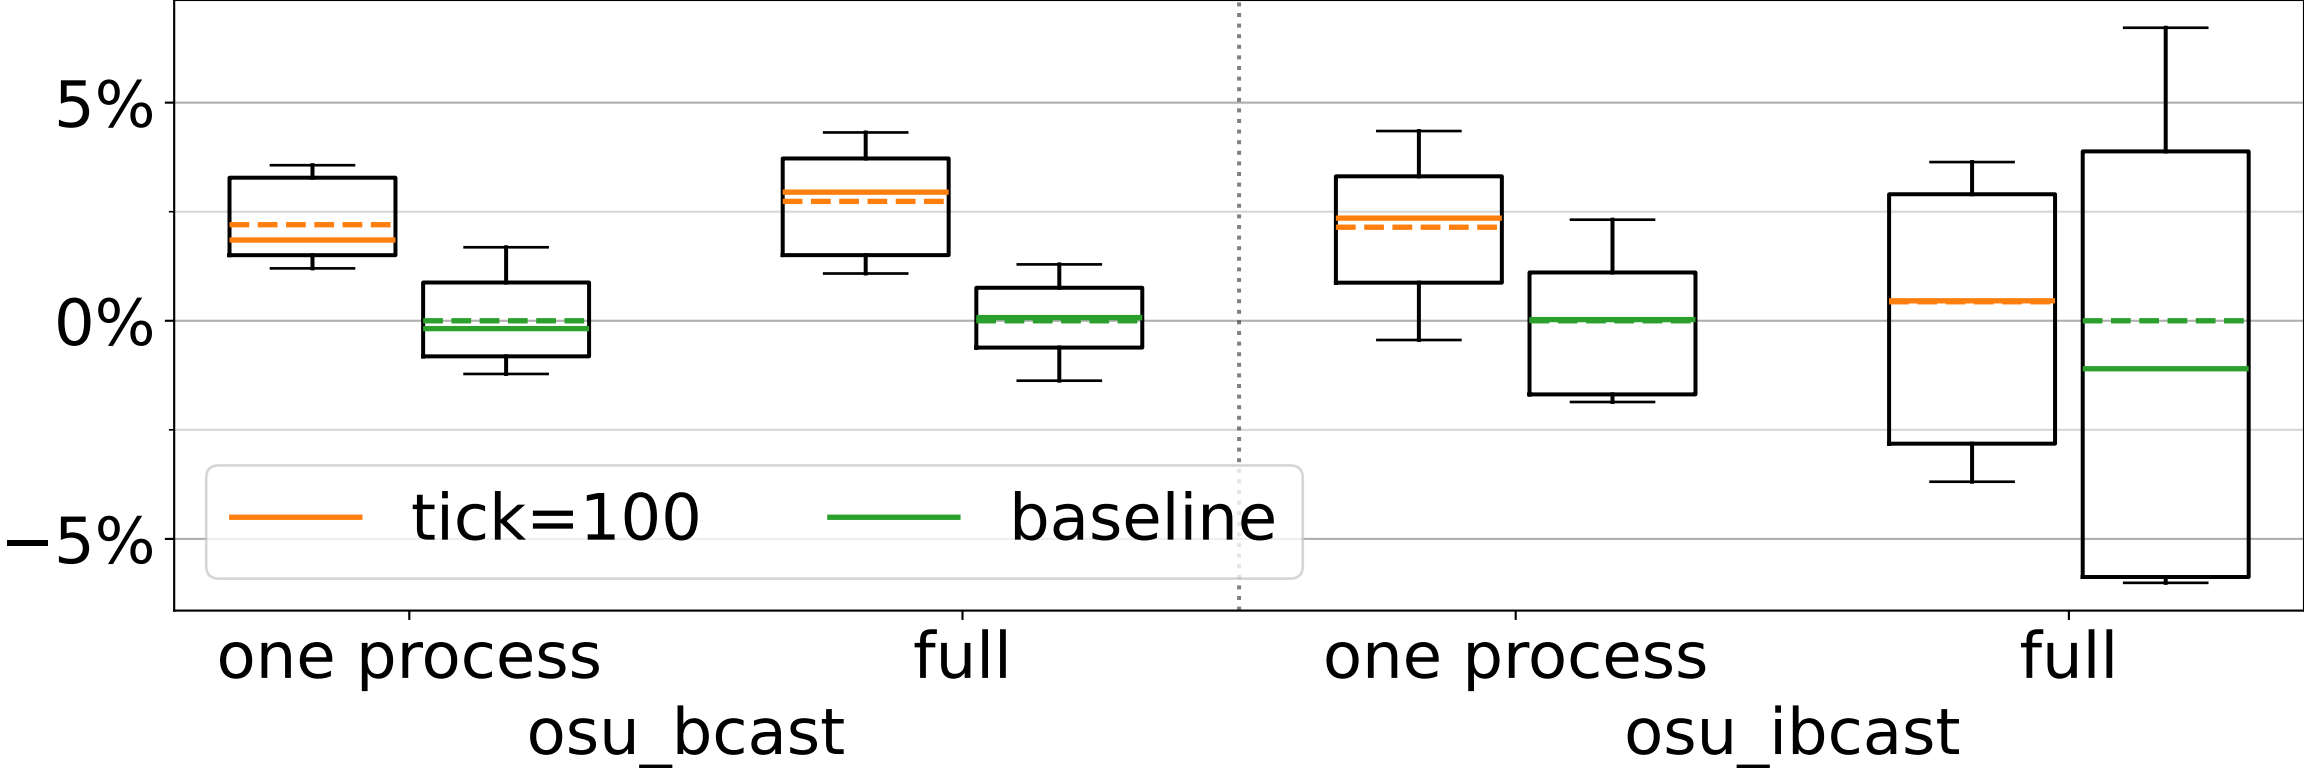 5%
0%
−5%
tick=100 baseline
one process full one process full
osu_bcast osu_ibcast